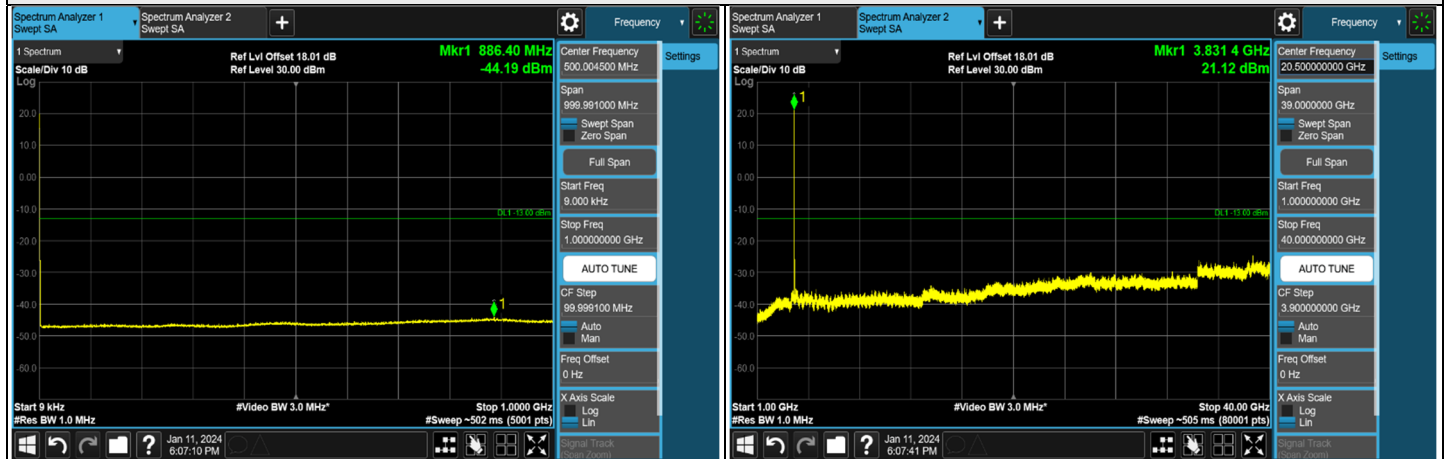 Spectrum Analyzer 1
Swept SA
Spectrum Analyzer 2
Swept SA
+
Frequency
1 Spectrum
Scale/Div 10 dB
Log
Ref Lvl Offset 18.01 dB
Ref Level 30.00 dBm
Mkr1 886.40 MHz
-44.19 dBm
20.0
10.0
0.00
-10.0
-20.0
-30.0
-40.0
-50.0
-60.0
DL1 -13.00 dBm
1
Start 9 kHz
#Res BW 1.0 MHz
#Video BW 3.0 MHz*
Stop 1.0000 GHz
#Sweep ~502 ms (5001 pts)
Center Frequency
500.004500 MHz
Settings
Span
999.991000 MHz
Swept Span
Zero Span
Full Span
Start Freq
9.000 kHz
Stop Freq
1.000000000 GHz
AUTO TUNE
CF Step
99.999100 MHz
Auto
Man
Freq Offset
0 Hz
X Axis Scale
Log
Lin
Signal Track
(Span Zoom)
?
Jan 11, 2024
6:07:10 PM
Spectrum Analyzer 1
Swept SA
Spectrum Analyzer 2
Swept SA
+
Frequency
1 Spectrum
Scale/Div 10 dB
Log
Ref Lvl Offset 18.01 dB
Ref Level 30.00 dBm
Mkr1 3.831 4 GHz
21.12 dBm
20.0
10.0
0.00
-10.0
-20.0
-30.0
-40.0
-50.0
-60.0
DL1 -13.00 dBm
1
Start 1.00 GHz
#Res BW 1.0 MHz
#Video BW 3.0 MHz*
Stop 40.00 GHz
#Sweep ~505 ms (80001 pts)
Center Frequency
20.500000000 GHz
Settings
Span
39.0000000 GHz
Swept Span
Zero Span
Full Span
Start Freq
1.000000000 GHz
Stop Freq
40.000000000 GHz
AUTO TUNE
CF Step
3.900000000 GHz
Auto
Man
Freq Offset
0 Hz
X Axis Scale
Log
Lin
Signal Track
(Span Zoom)
?
Jan 11, 2024
6:07:41 PM